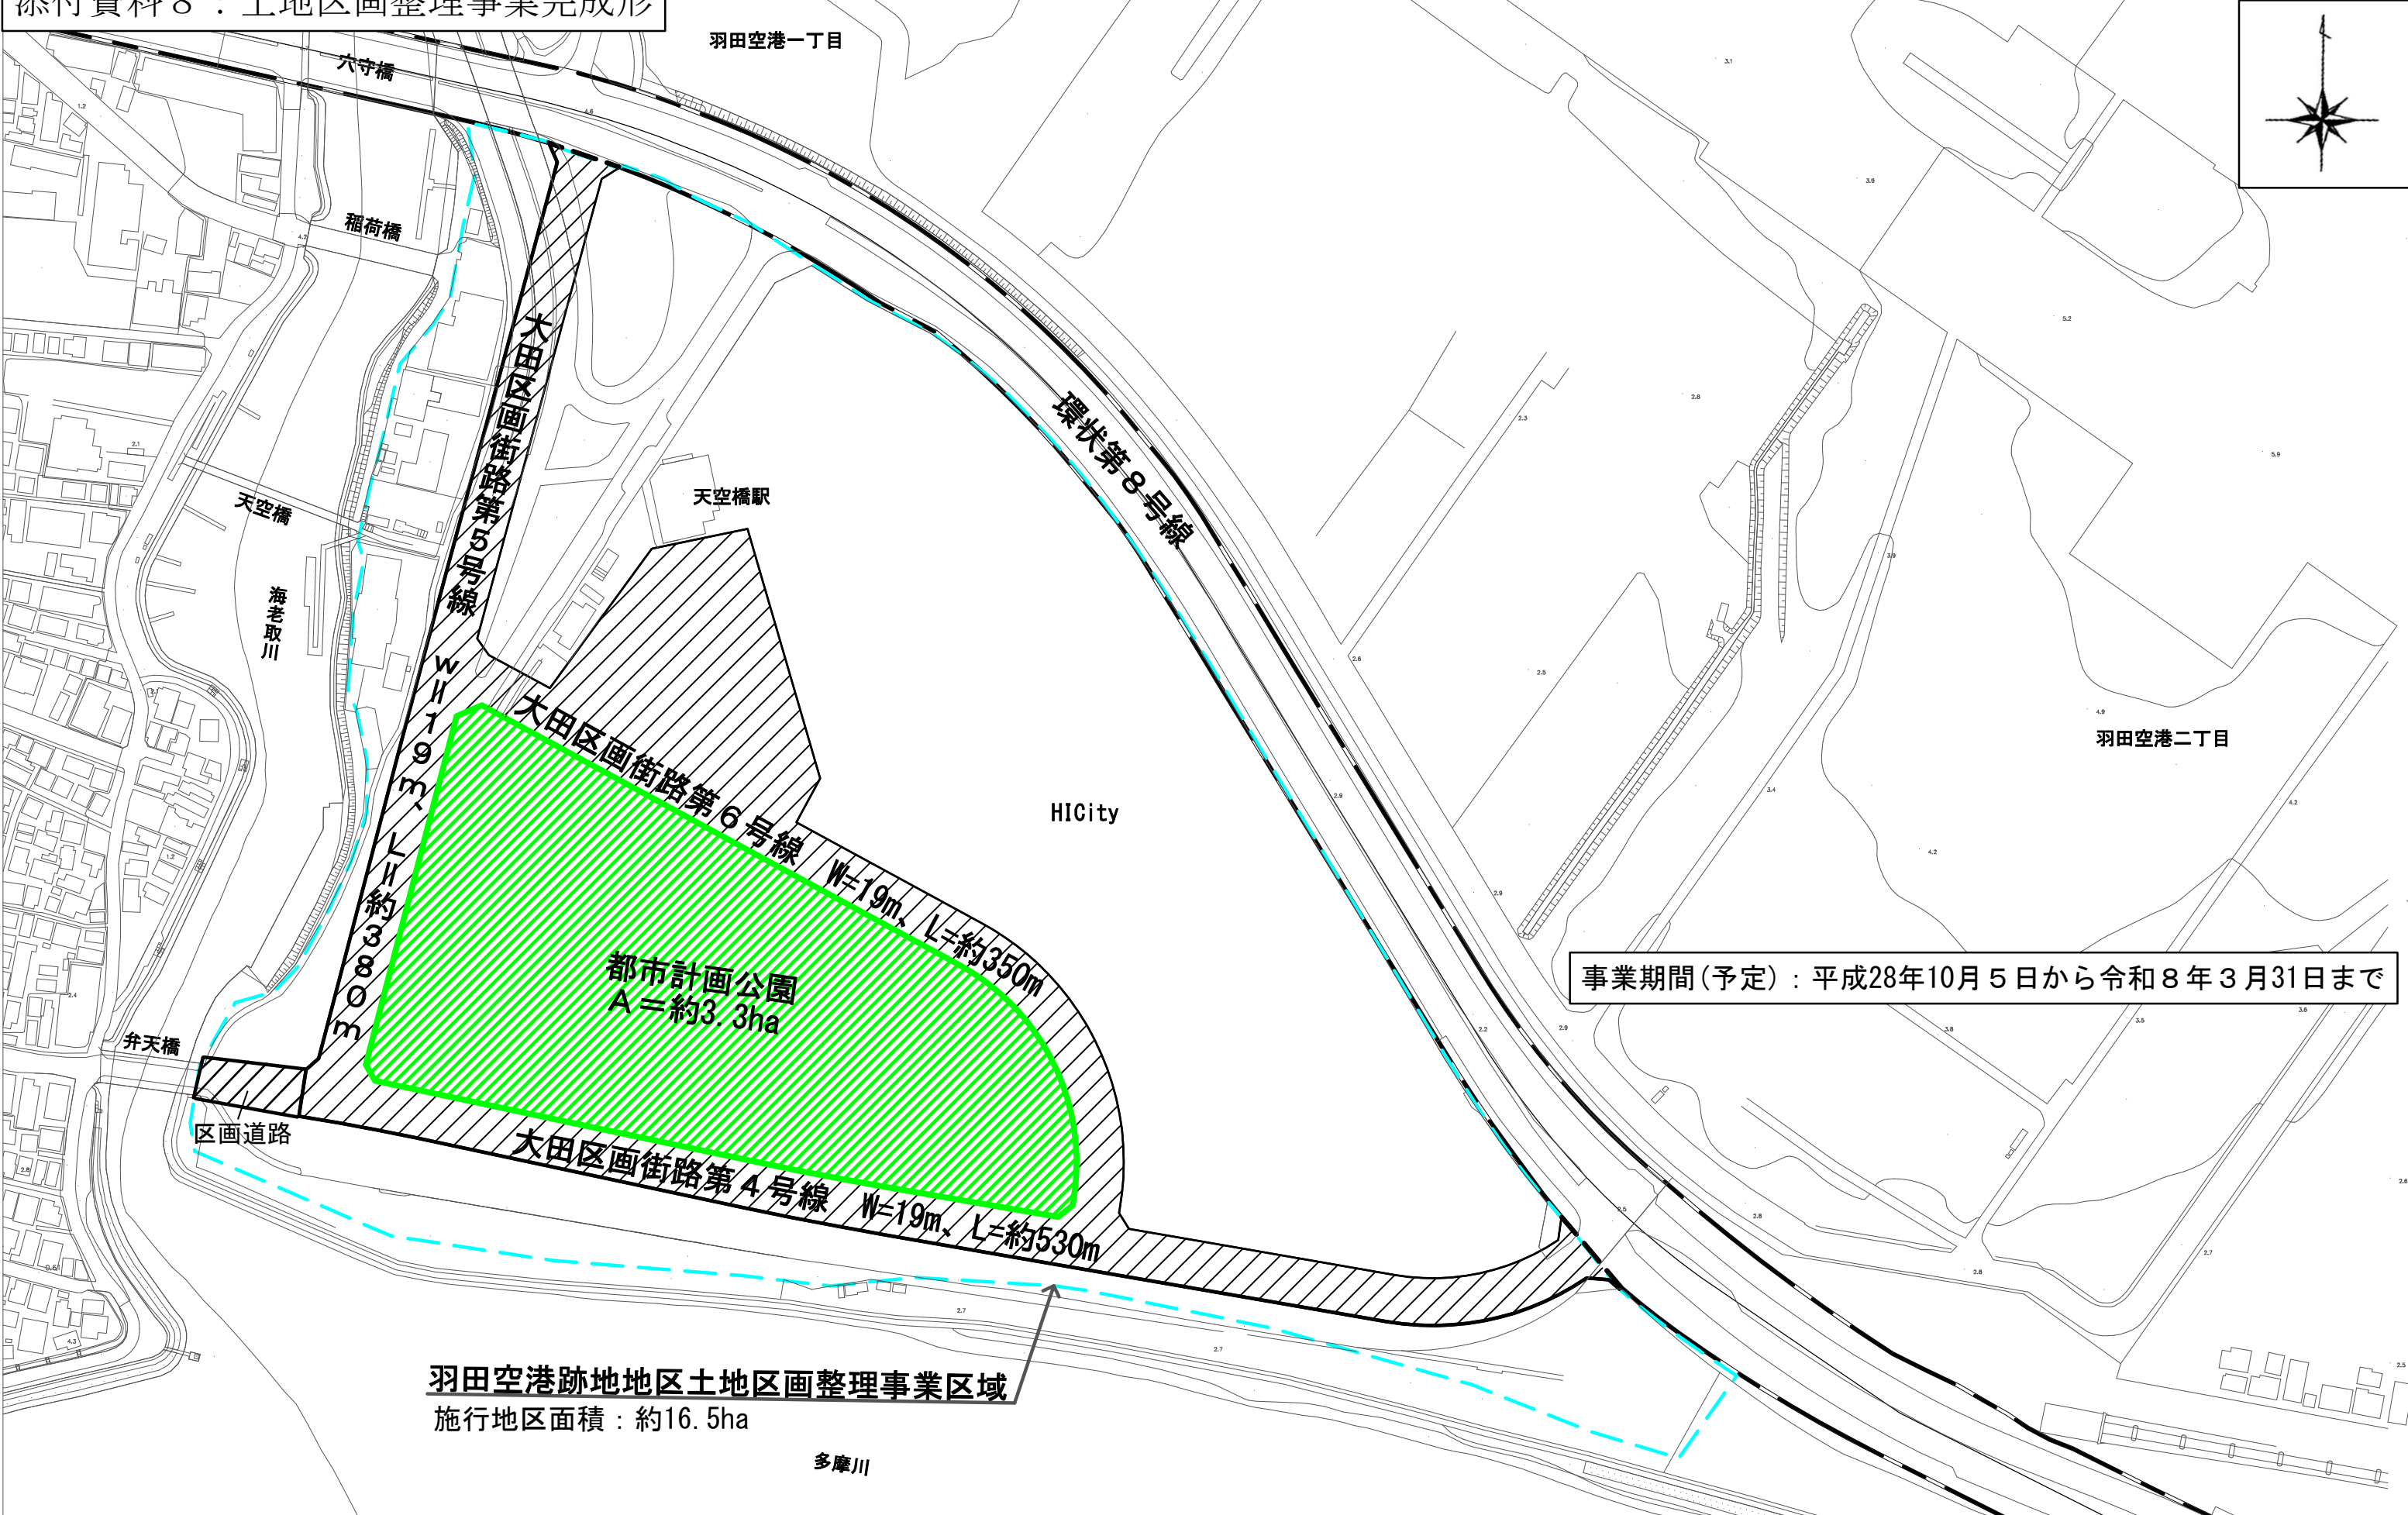 添付資料８：土地区画整理事業完成形
羽田空港一丁目
穴守橋
稲荷橋
大田区画街路第５号線　W＝１９ｍ、L＝約３８０ｍ
環状第８号線
天空橋駅
天空橋
海老取川
大田区画街路第６号線　W=19m、L=約350m
HICity
羽田空港二丁目
都市計画公園
A＝約3.3ha
事業期間(予定)：平成28年10月５日から令和８年３月31日まで
弁天橋
区画道路
大田区画街路第４号線　W=19m、L=約530m
羽田空港跡地地区土地区画整理事業区域
施行地区面積：約16.5ha
多摩川